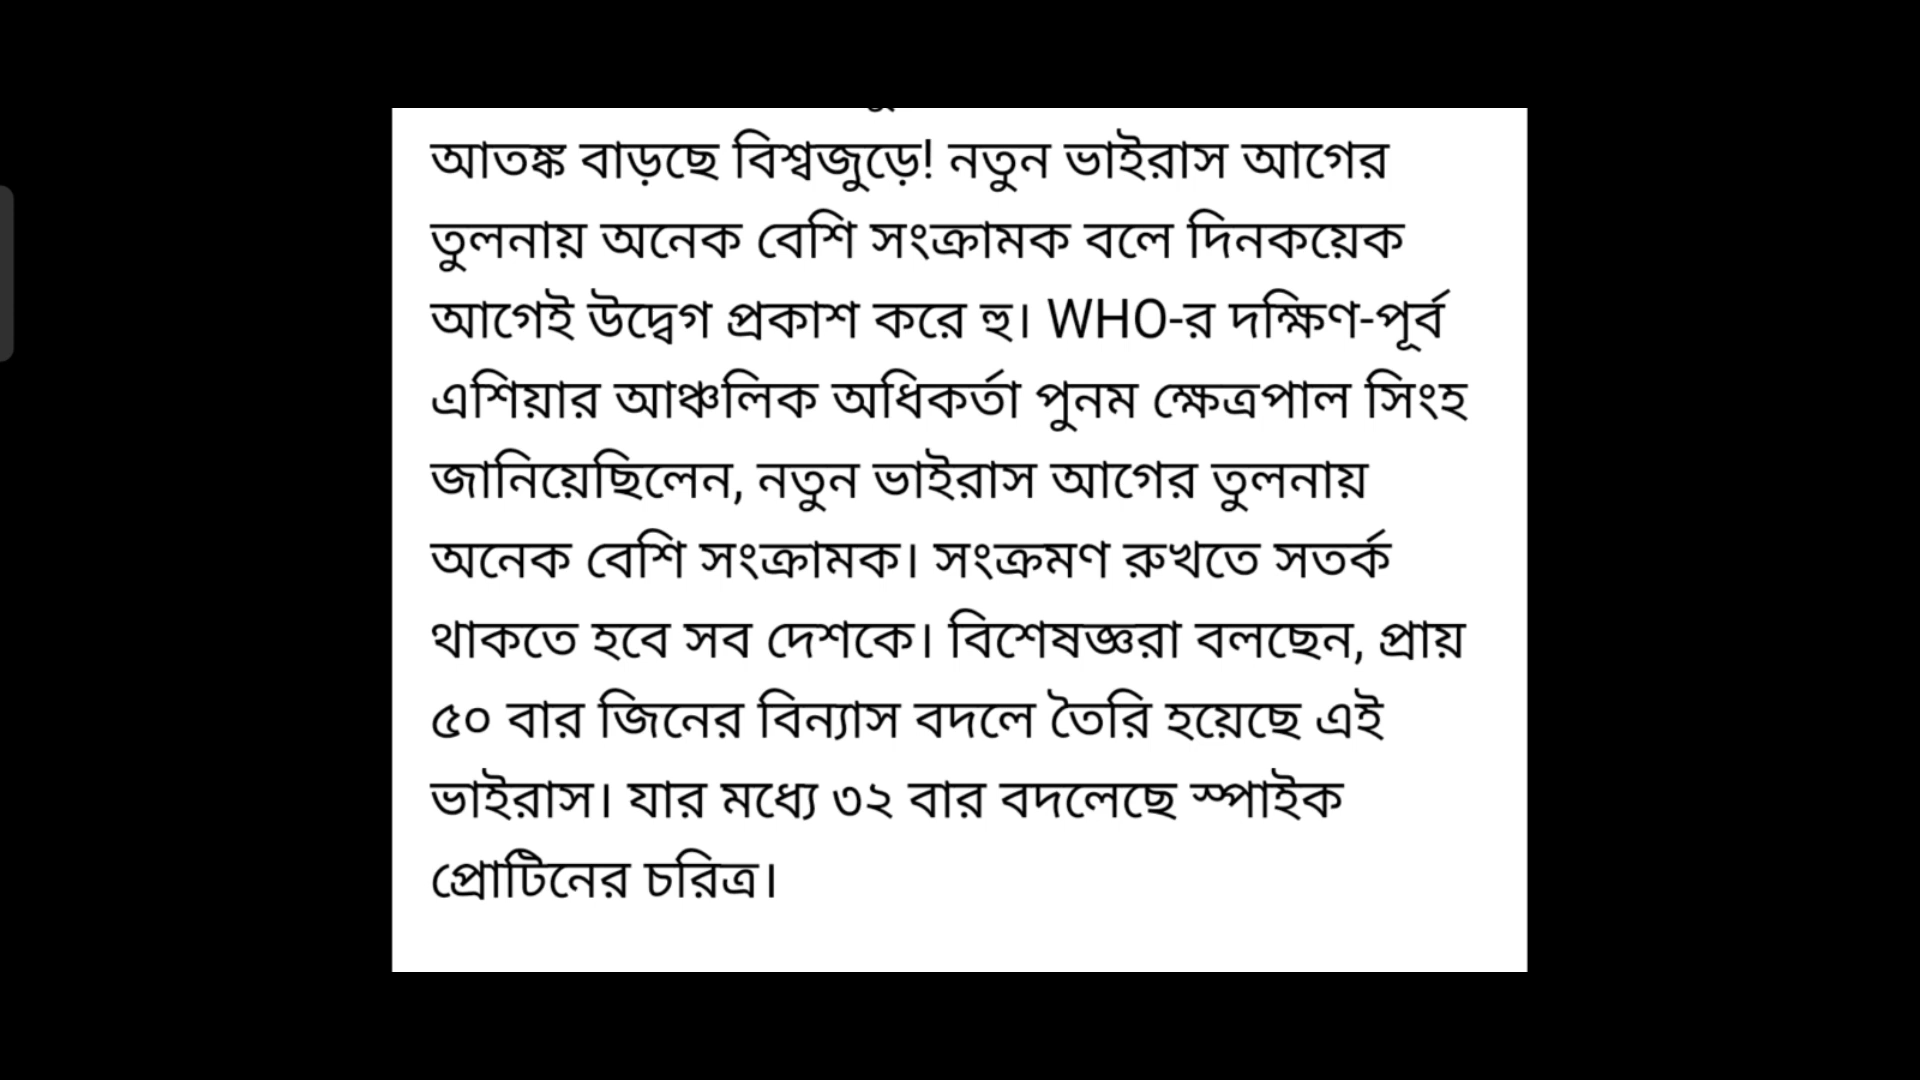 আতঙ্ক বাড়ছে বিশ্বজুড়ে! নতুন ভাইরাস আগের
তুলনায় অনেক বেশি সংক্রামক বলে দিনকয়েক
আগেই উদ্বেগ প্রকাশ করে হু। WHO-র দক্ষিণ-পূর্ব
এশিয়ার আঞ্চলিক অধিকর্তা পুনম ক্ষেত্রপাল সিংহ
জানিয়েছিলেন, নতুন ভাইরাস আগের তুলনায়
অনেক বেশি সংক্রামক। সংক্রমণ রুখতে সতর্ক
থাকতে হবে সব দেশকে। বিশেষজ্ঞরা বলছেন, প্রায়
৫০ বার জিনের বিন্যাস বদলে তৈরি হয়েছে এই
ভাইরাস। যার মধ্যে ৩২ বার বদলেছে স্পাইক
প্রোটিনের চরিত্র।